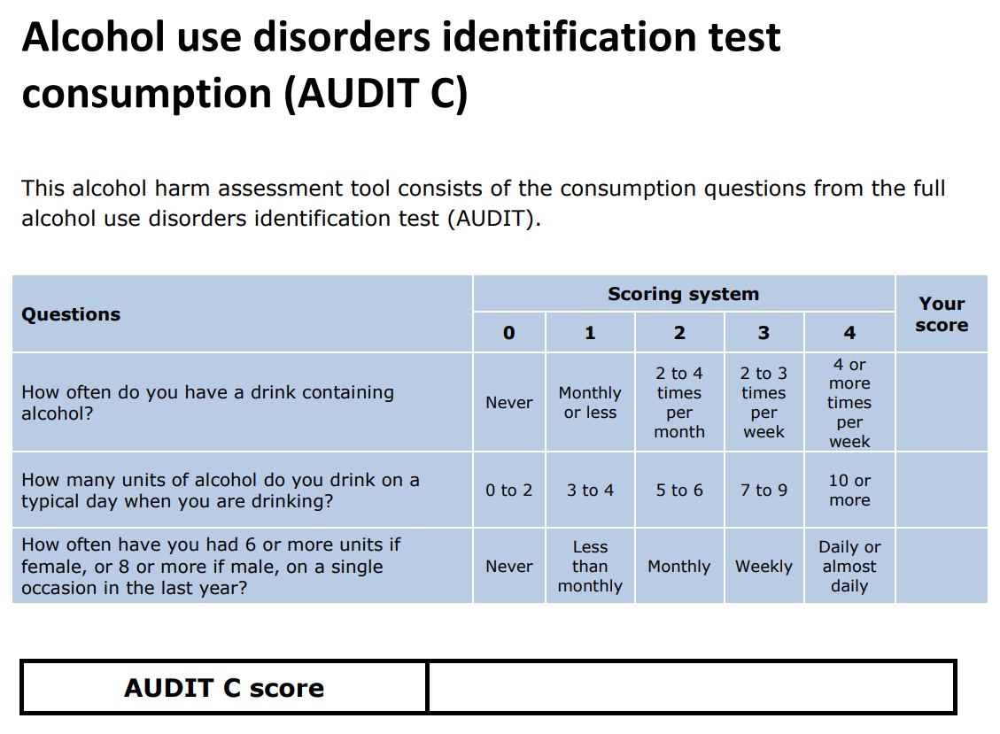 Alcohol use disorders identification test
consumption (AUDIT C)
This alcohol harm assessment tool consists of the consumption questions from the full
alcohol use disorders identification test (AUDIT).
Questions
Scoring system
Your
score
0 1 2 3 4
How often do you have a drink containing
alcohol?
Never
Monthly
or less
2 to 4
times
per
month
2 to 3
times
per
week
4 or
more
times
per
week
How many units of alcohol do you drink on a
typical day when you are drinking?
0 to 2
3 to 4
5 to 6
7 to 9
10 or
more
How often have you had 6 or more units if
female, or 8 or more if male, on a single
occasion in the last year?
Never
Less
than
monthly
Monthly
Weekly
Daily or
almost
daily
AUDIT C score